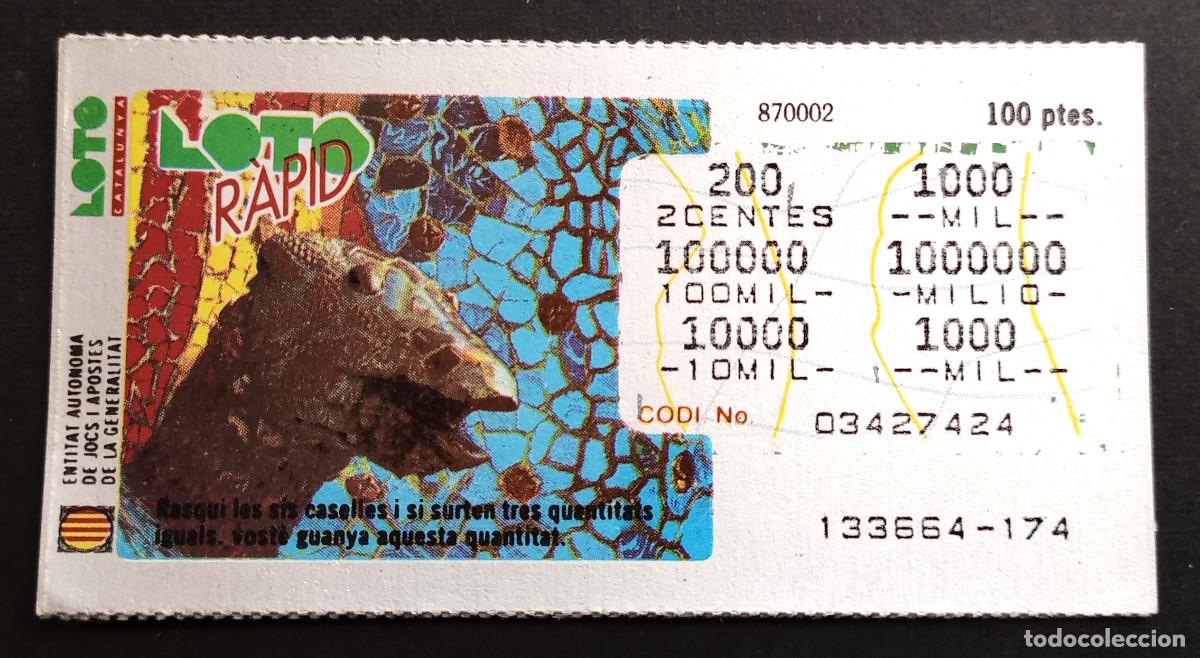 LOTO
CATALUNYA
ENTITAT AUTONOMA
DE JOCS I APOSTES
DE LA GENERALITAT
LOTO
RÀPID
Rasqui les sis caselles i si surten tres quantitats
iguals, vostè guanya aquesta quantitat.
870002
100 ptes.
200 1000
2CENTES --MIL--
100000 1000000
100MIL- -MILIO-
10000 1000
-10MIL- --MIL--
CODI No 03427424
133664-174
todocoleccion